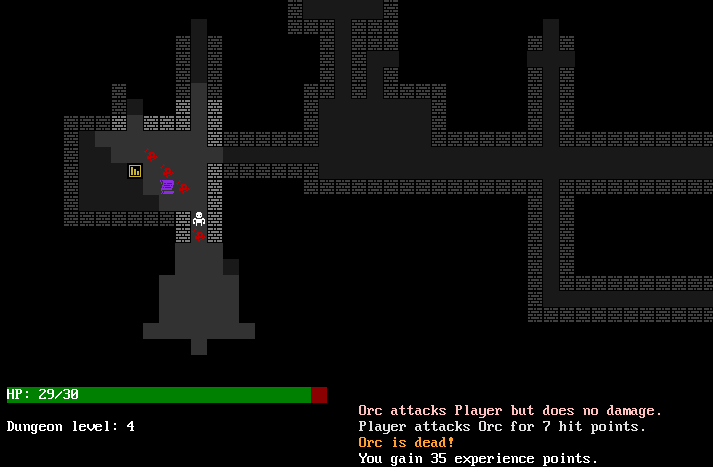 HP: 29/30
Dungeon level: 4
Orc attacks Player but does no damage.
Player attacks Orc for 7 hit points.
Orc is dead!
You gain 35 experience points.